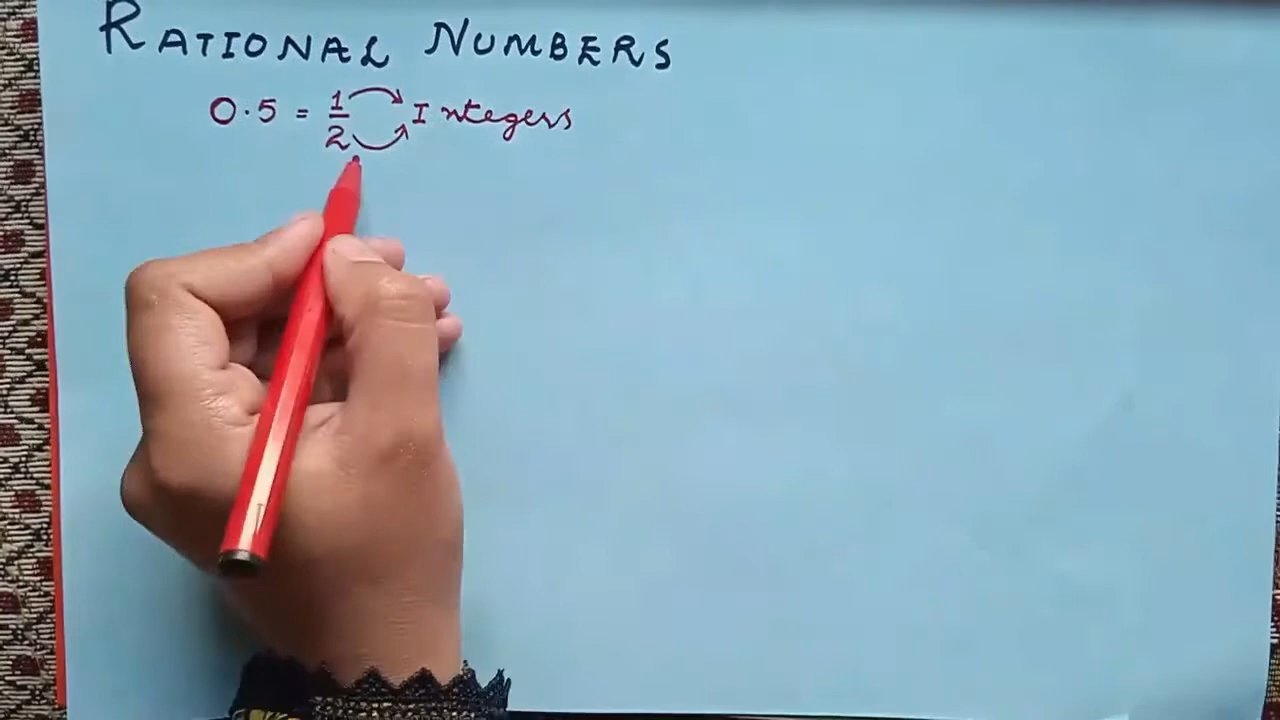 RATIONAL NUMBERS
0.5 = 1/2 Integers